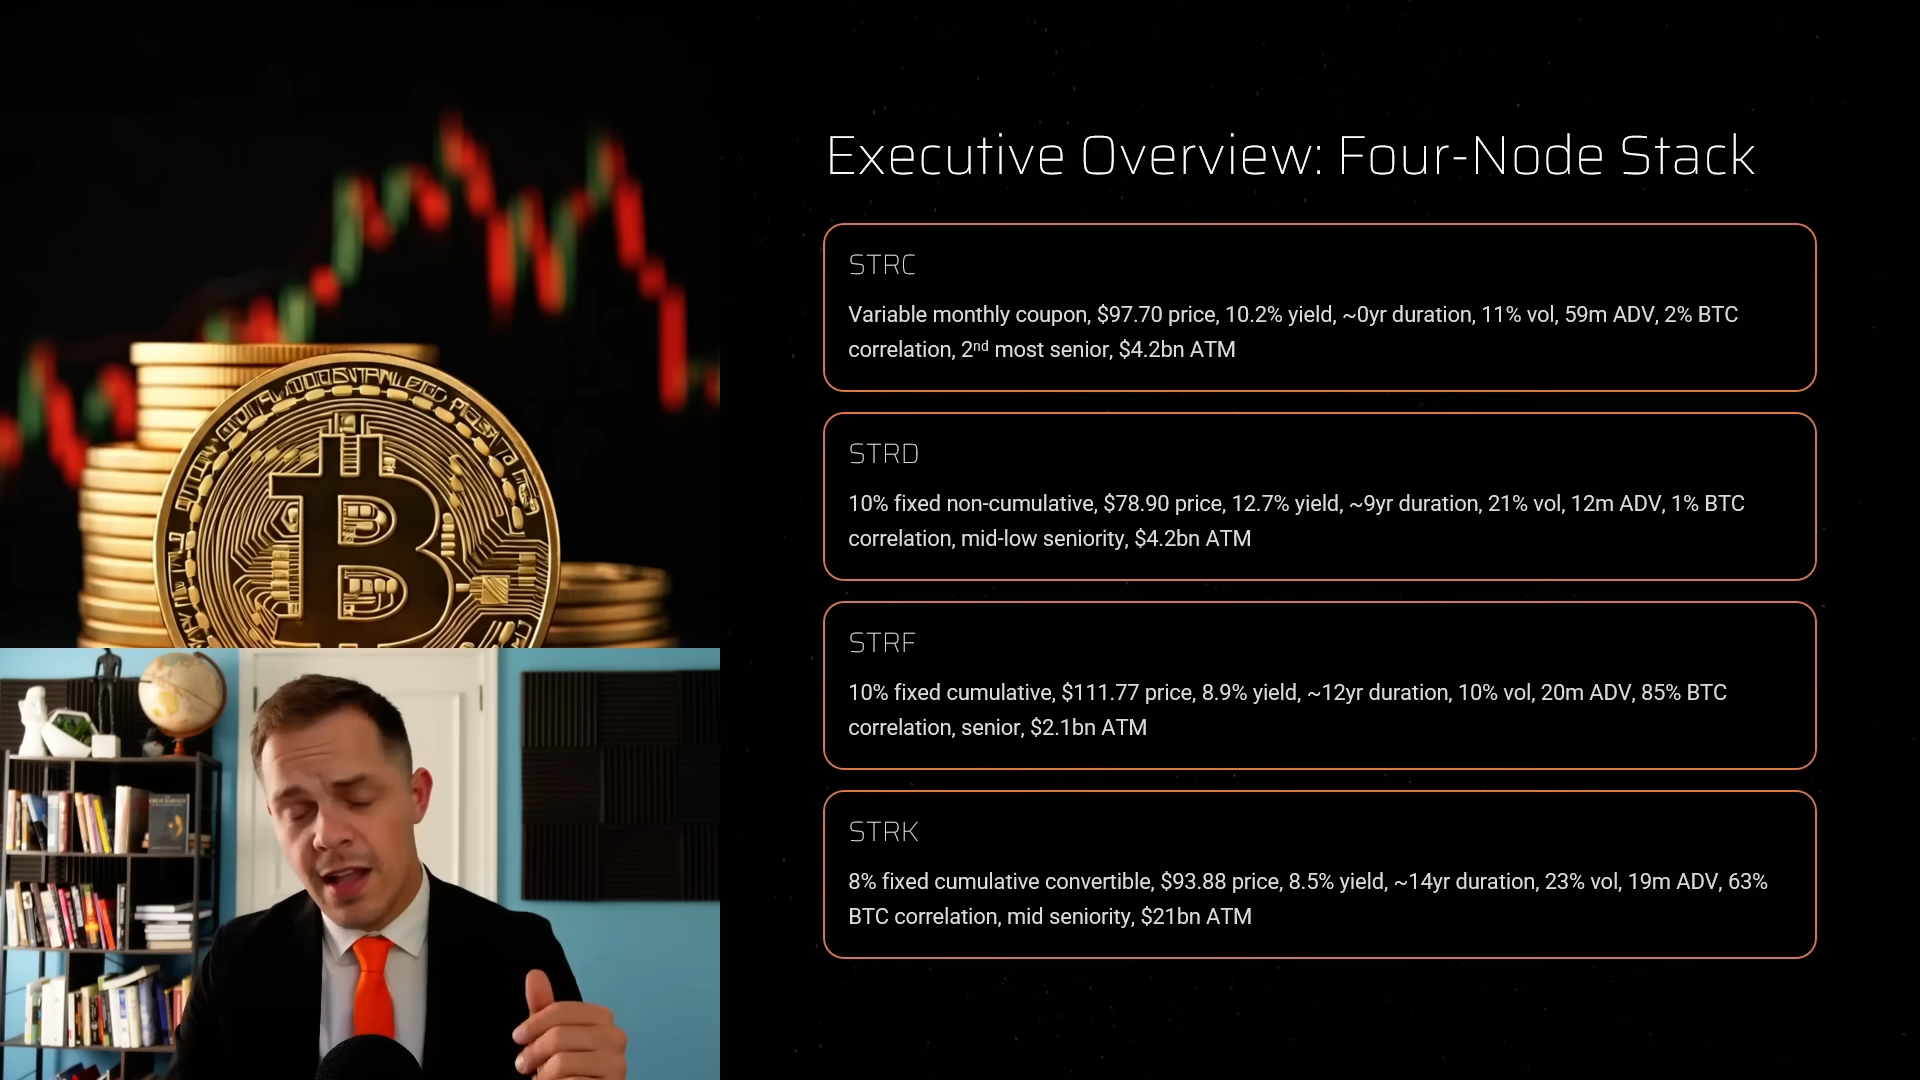 Executive Overview: Four-Node Stack
STRC
Variable monthly coupon, $97.70 price, 10.2% yield, ~0yr duration, 11% vol, 59m ADV, 2% BTC
correlation, 2nd most senior, $4.2bn ATM
STRD
10% fixed non-cumulative, $78.90 price, 12.7% yield, ~9yr duration, 21% vol, 12m ADV, 1% BTC
correlation, mid-low seniority, $4.2bn ATM
STRF
10% fixed cumulative, $111.77 price, 8.9% yield, ~12yr duration, 10% vol, 20m ADV, 85% BTC
correlation, senior, $2.1bn ATM
STRK
8% fixed cumulative convertible, $93.88 price, 8.5% yield, ~14yr duration, 23% vol, 19m ADV, 63%
BTC correlation, mid seniority, $21bn ATM